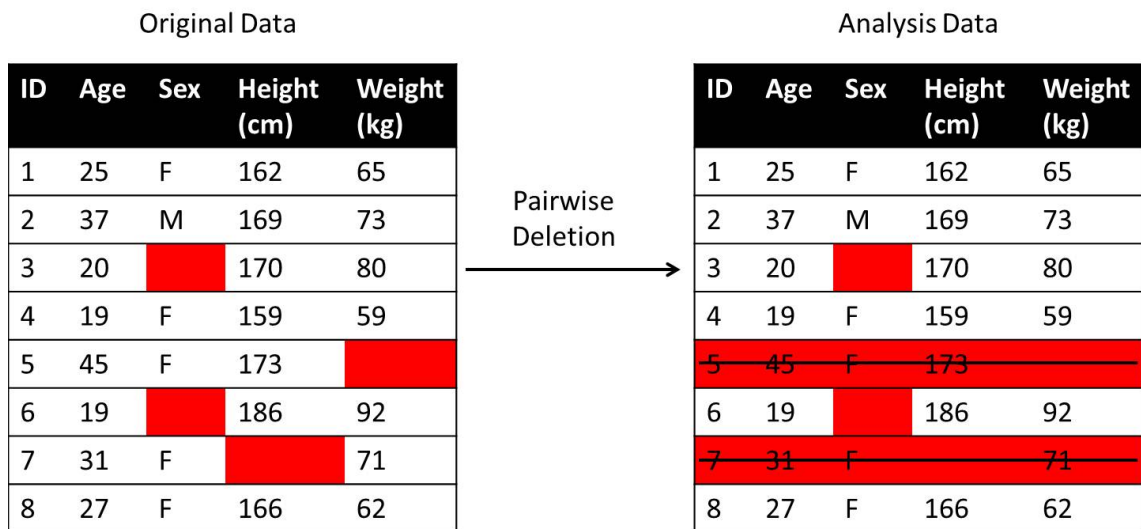 Original Data
Analysis Data
ID Age Sex Height (cm) Weight (kg)
1 25 F 162 65
2 37 M 169 73
3 20 170 80
4 19 F 159 59
5 45 F 173
6 19 186 92
7 31 F 71
8 27 F 166 62
Pairwise
Deletion
ID Age Sex Height (cm) Weight (kg)
1 25 F 162 65
2 37 M 169 73
3 20 170 80
4 19 F 159 59
5 45 F 173
6 19 186 92
7 31 F 71
8 27 F 166 62